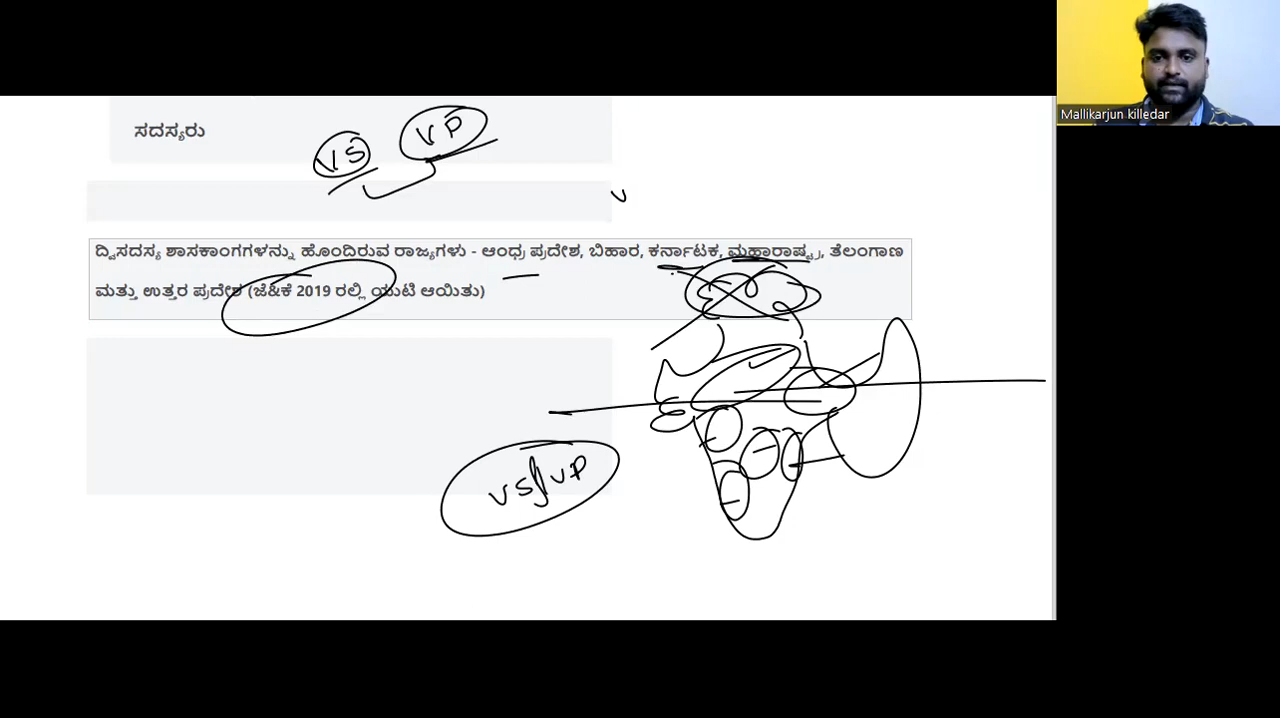 Mallikarjun killedar
ಸದಸ್ಯರು
VS VP
v
ದ್ವಿಸದಸ್ಯ ಶಾಸಕಾಂಗಗಳನ್ನು ಹೊಂದಿರುವ ರಾಜ್ಯಗಳು - ಆಂಧ್ರ ಪ್ರದೇಶ, ಬಿಹಾರ, ಕರ್ನಾಟಕ, ಮಹಾರಾಷ್ಟ್ರ, ತೆಲಂಗಾಣ
ಮತ್ತು ಉತ್ತರ ಪ್ರದೇಶ (ಜೆ&ಕೆ 2019 ರಲ್ಲಿ ಯುಟಿ ಆಯಿತು)
VS VP